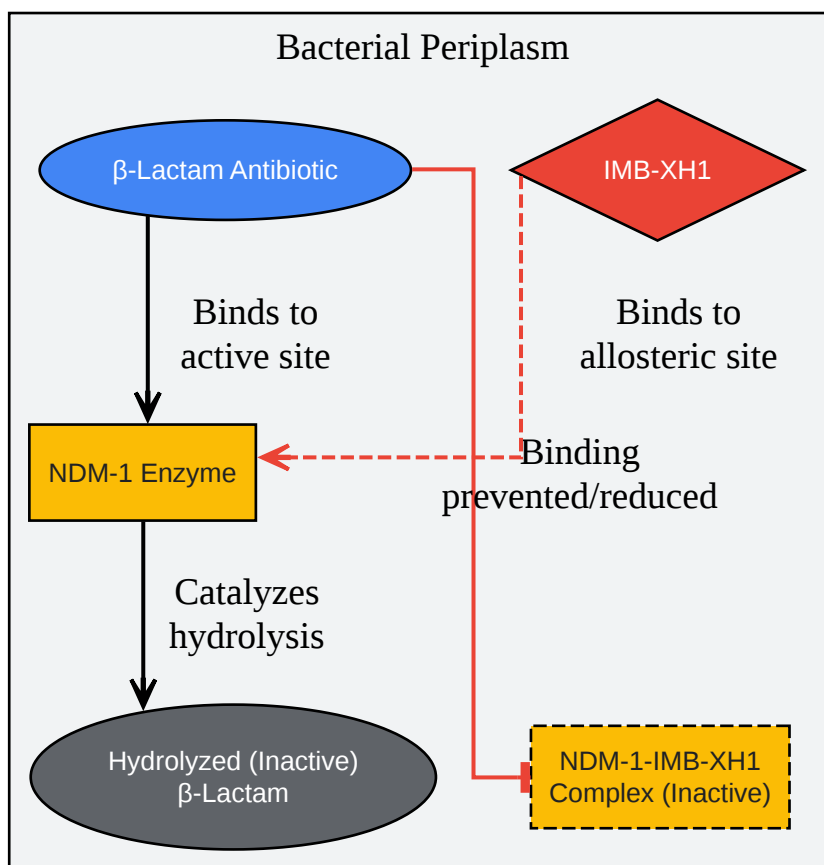 Bacterial Periplasm
β-Lactam Antibiotic
IMB-XH1
Binds to
active site
Binds to
allosteric site
NDM-1 Enzyme
Binding
prevented/reduced
Catalyzes
hydrolysis
Hydrolyzed (Inactive)
β-Lactam
NDM-1-IMB-XH1
Complex (Inactive)